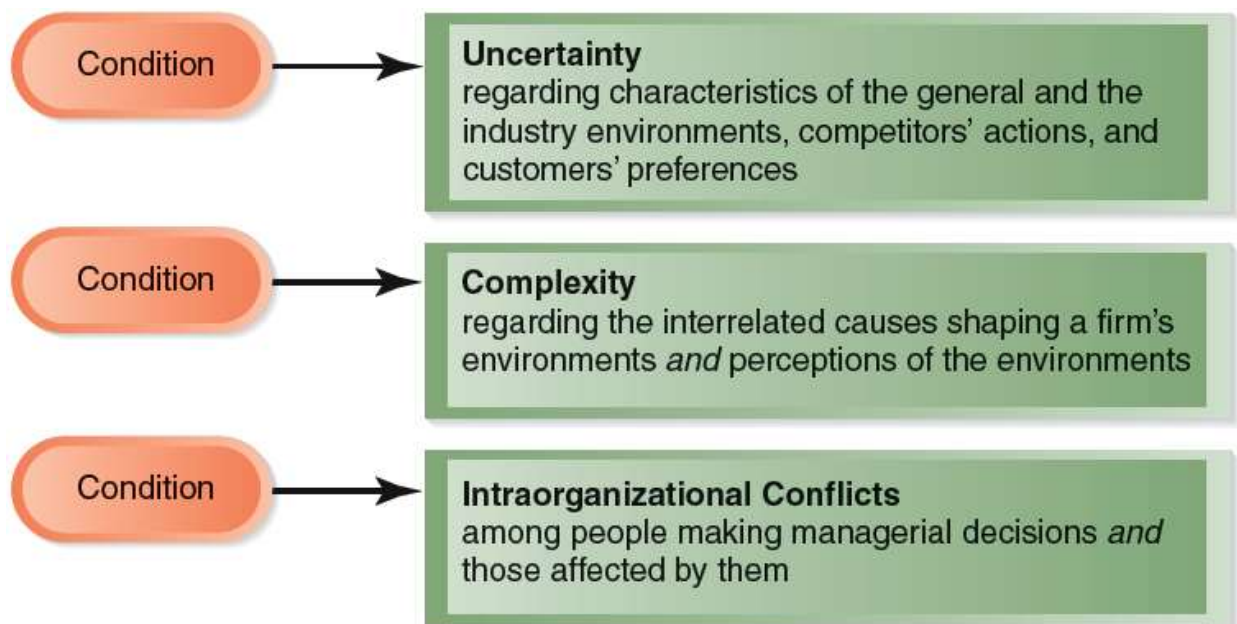 Condition
Uncertainty
regarding characteristics of the general and the
industry environments, competitors’ actions, and
customers’ preferences
Condition
Complexity
regarding the interrelated causes shaping a firm’s
environments and perceptions of the environments
Condition
Intraorganizational Conflicts
among people making managerial decisions and
those affected by them